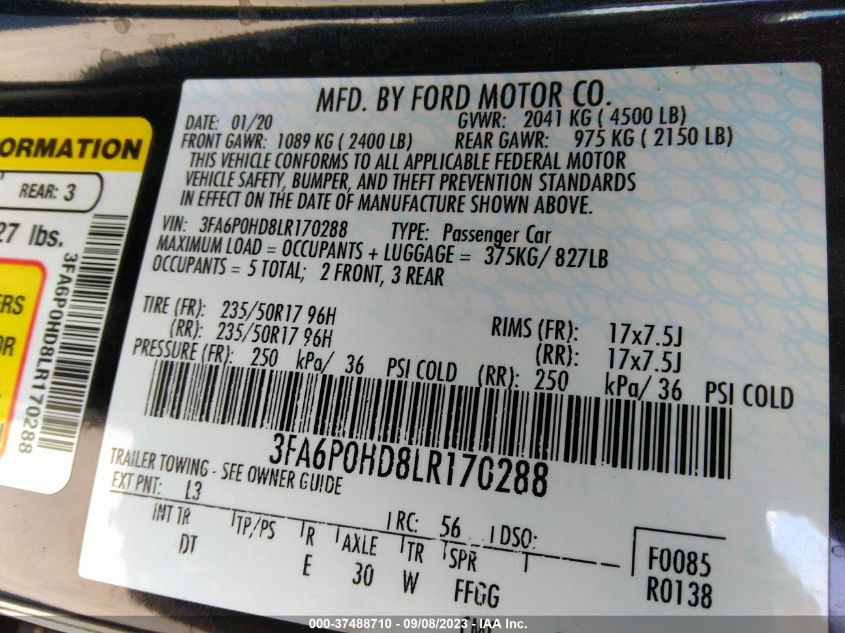 MFD. BY FORD MOTOR CO.
DATE: 01/20 GVWR: 2041 KG ( 4500 LB)
FRONT GAWR: 1089 KG ( 2400 LB) REAR GAWR: 975 KG ( 2150 LB)
THIS VEHICLE CONFORMS TO ALL APPLICABLE FEDERAL MOTOR
VEHICLE SAFETY, BUMPER, AND THEFT PREVENTION STANDARDS
IN EFFECT ON THE DATE OF MANUFACTURE SHOWN ABOVE.
VIN: 3FA6P0HD8LR170288 TYPE: Passenger Car
MAXIMUM LOAD = OCCUPANTS + LUGGAGE = 375KG/ 827LB
OCCUPANTS = 5 TOTAL; 2 FRONT, 3 REAR
TIRE (FR): 235/50R17 96H RIMS (FR): 17x7.5J
(RR): 235/50R17 96H (RR): 17x7.5J
PRESSURE (FR): 250 kPa/ 36 PSI COLD (RR): 250 kPa/ 36 PSI COLD
3FA6P0HD8LR170288
TRAILER TOWING - SEE OWNER GUIDE
EXT PNT: L3 RC: 56 DSO:
INT TR TP/PS R AXLE TR SPR
DT E 30 W FFGG
F0085
R0138
ORMATION
REAR: 3
27 lbs.
3FA6P0HD8LR170288
ERS
OR
000-37488710 - 09/08/2023 - Copyright IAA, Inc.